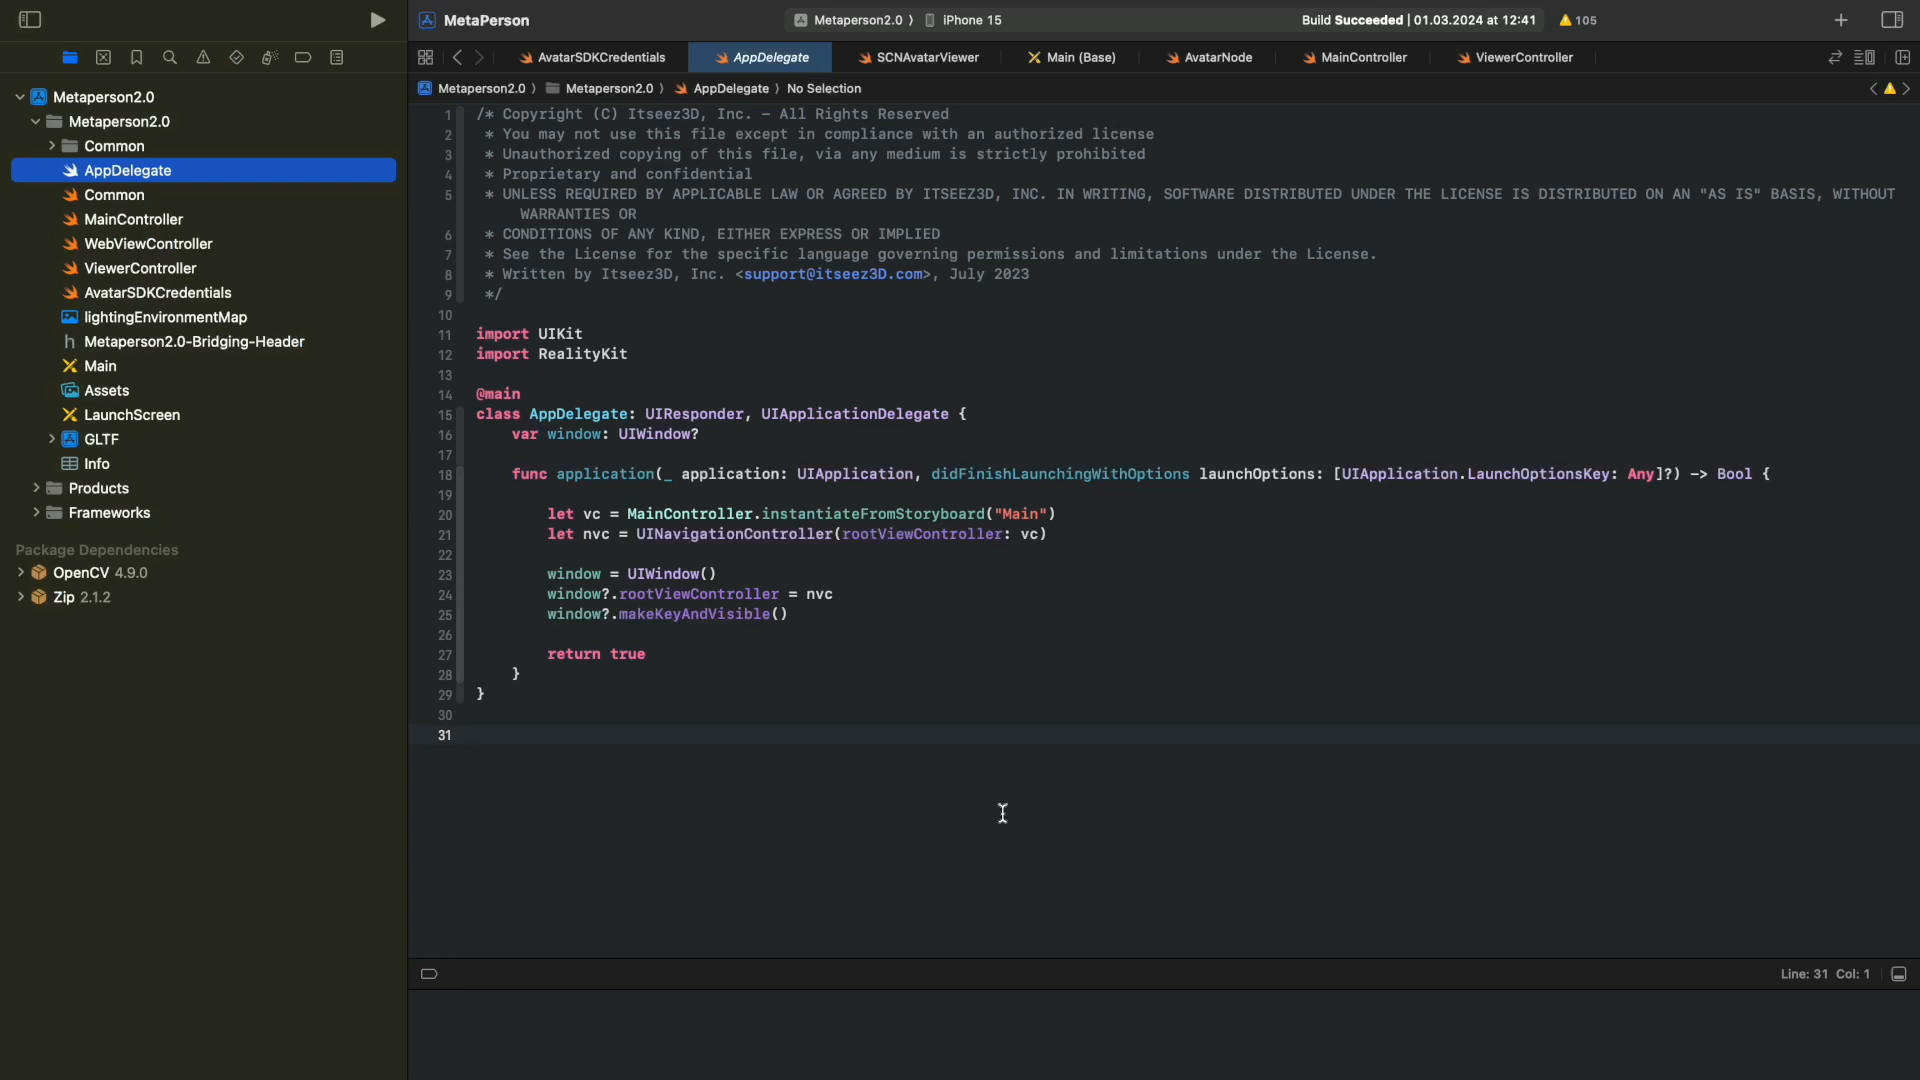 MetaPerson
Metaperson2.0 ⟩ iPhone 15
Build Succeeded | 01.03.2024 at 12:41
105
AvatarSDKCredentials
AppDelegate
SCNAvatarViewer
Main (Base)
AvatarNode
MainController
ViewerController
Metaperson2.0 ⟩ Metaperson2.0 ⟩ AppDelegate ⟩ No Selection
Metaperson2.0
Metaperson2.0
Common
AppDelegate
Common
MainController
WebViewController
ViewerController
AvatarSDKCredentials
lightingEnvironmentMap
h Metaperson2.0-Bridging-Header
Main
Assets
LaunchScreen
GLTF
Info
Products
Frameworks
Package Dependencies
OpenCV 4.9.0
Zip 2.1.2
1 /* Copyright (C) Itseez3D, Inc. - All Rights Reserved
2 * You may not use this file except in compliance with an authorized license
3 * Unauthorized copying of this file, via any medium is strictly prohibited
4 * Proprietary and confidential
5 * UNLESS REQUIRED BY APPLICABLE LAW OR AGREED BY ITSEEZ3D, INC. IN WRITING, SOFTWARE DISTRIBUTED UNDER THE LICENSE IS DISTRIBUTED ON AN "AS IS" BASIS, WITHOUT
WARRANTIES OR
6 * CONDITIONS OF ANY KIND, EITHER EXPRESS OR IMPLIED
7 * See the License for the specific language governing permissions and limitations under the License.
8 * Written by Itseez3D, Inc. <support@itseez3D.com>, July 2023
9 */
10
11 import UIKit
12 import RealityKit
13
14 @main
15 class AppDelegate: UIResponder, UIApplicationDelegate {
16 var window: UIWindow?
17
18 func application(_ application: UIApplication, didFinishLaunchingWithOptions launchOptions: [UIApplication.LaunchOptionsKey: Any]?) -> Bool {
19
20 let vc = MainController.instantiateFromStoryboard("Main")
21 let nvc = UINavigationController(rootViewController: vc)
22
23 window = UIWindow()
24 window?.rootViewController = nvc
25 window?.makeKeyAndVisible()
26
27 return true
28 }
29 }
30
31
Line: 31 Col: 1